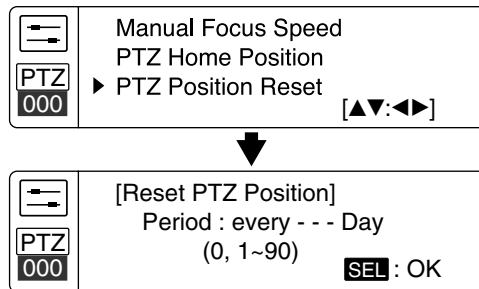 Manual Focus Speed
PTZ Home Position
PTZ
▶ PTZ Position Reset
000
[▲▼:◀▶]
[Reset PTZ Position]
Period : every - - - Day
PTZ
(0, 1~90)
000
SEL : OK